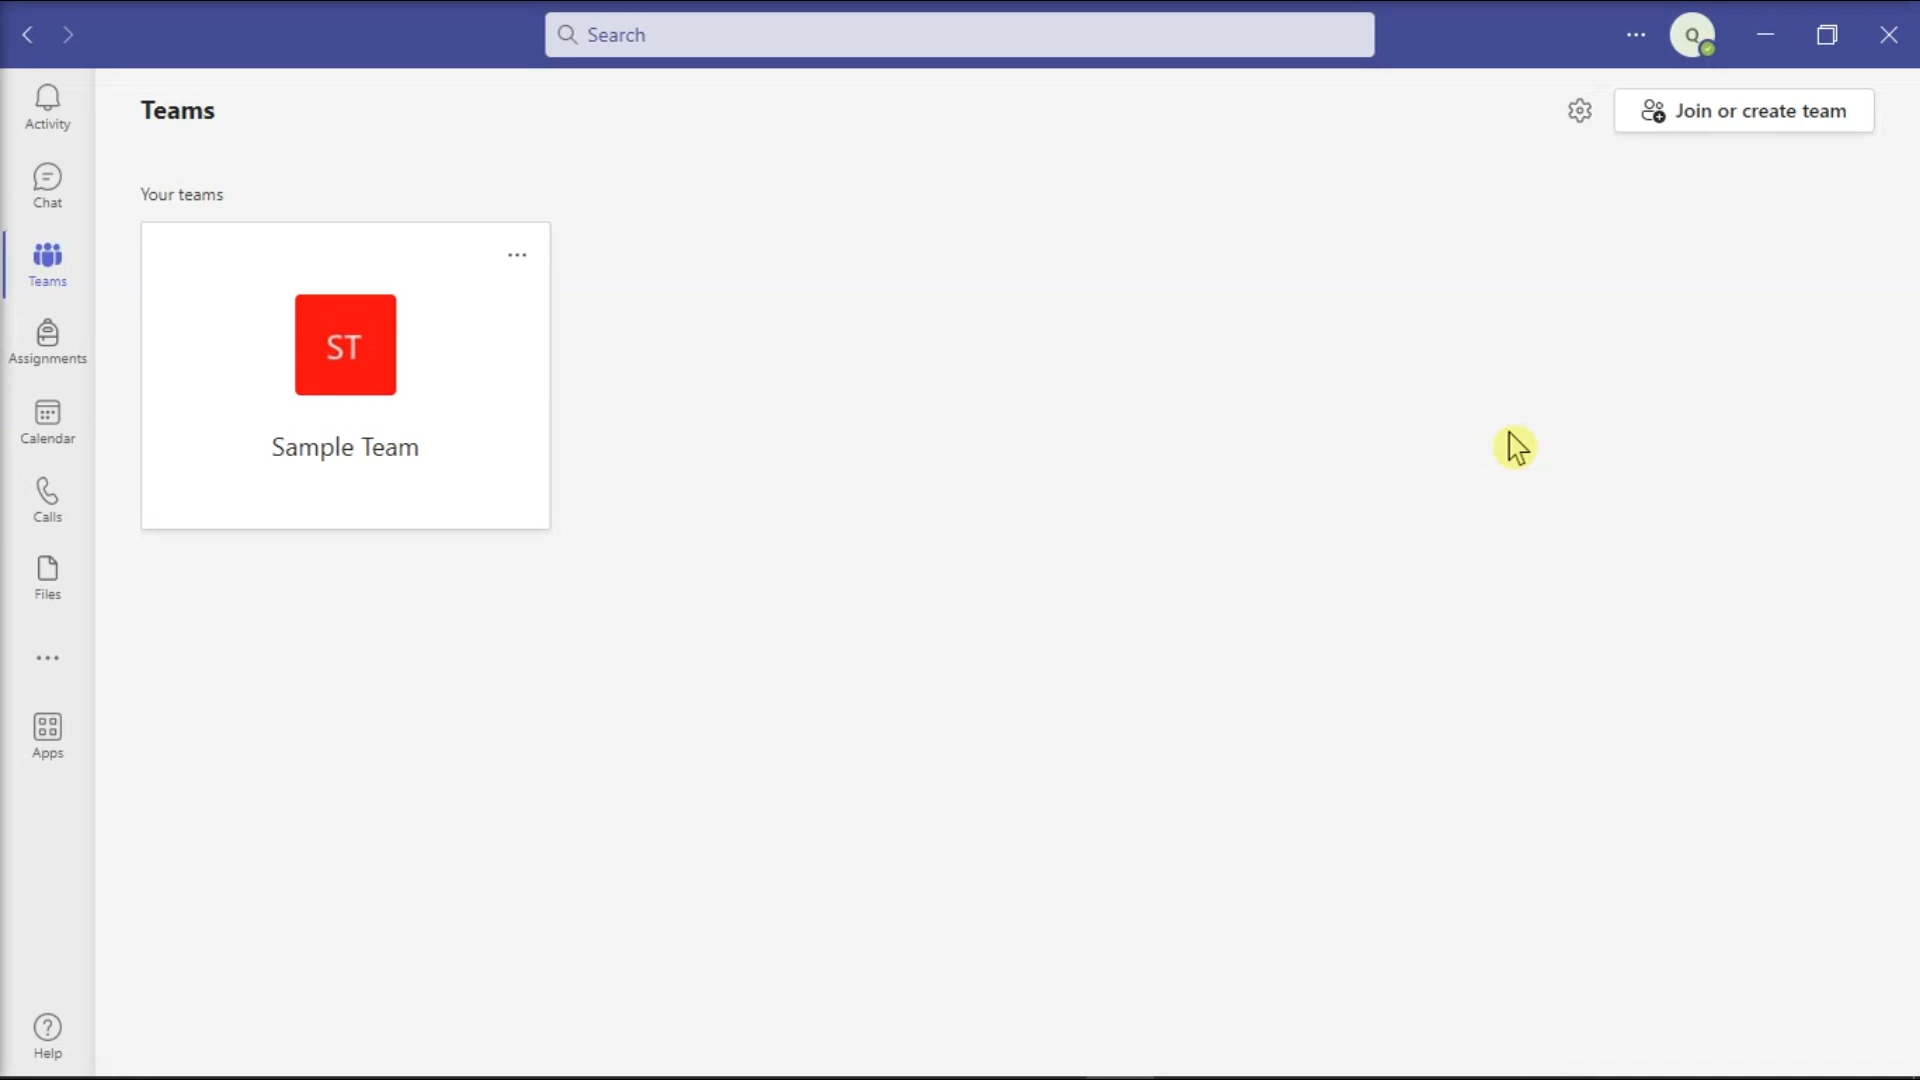 Search
Q
Activity
Chat
Teams
Assignments
Calendar
Calls
Files
Apps
Help
Teams
Join or create team
Your teams
ST
Sample Team